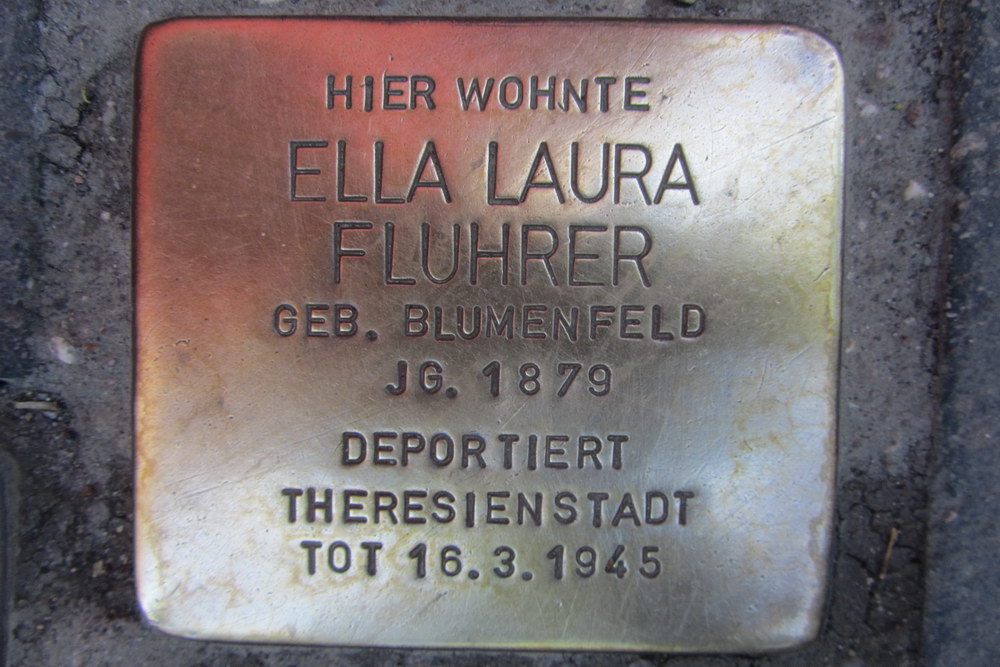 HIER WOHNTE
ELLA LAURA
FLUHRER
GEB. BLUMENFELD
JG. 1879
DEPORTIERT
THERESIENSTADT
TOT 16.3.1945